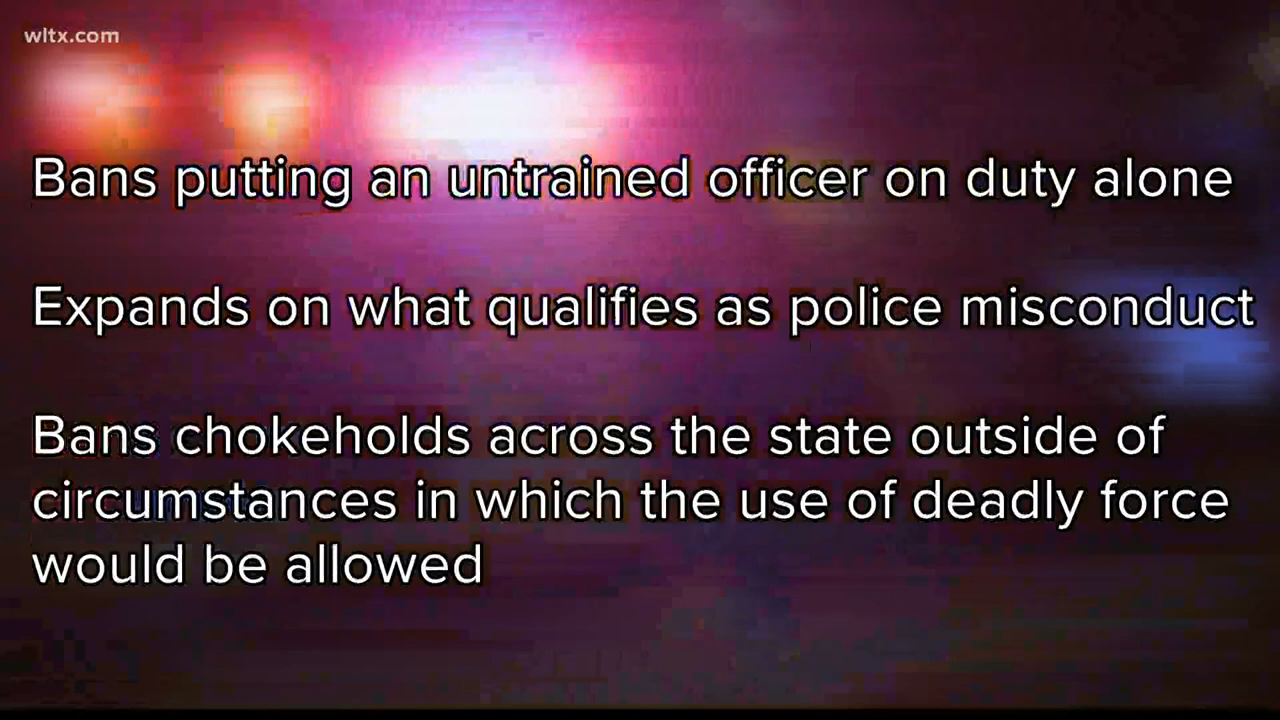 wltx.com
Bans putting an untrained officer on duty alone
Expands on what qualifies as police misconduct
Bans chokeholds across the state outside of
circumstances in which the use of deadly force
would be allowed